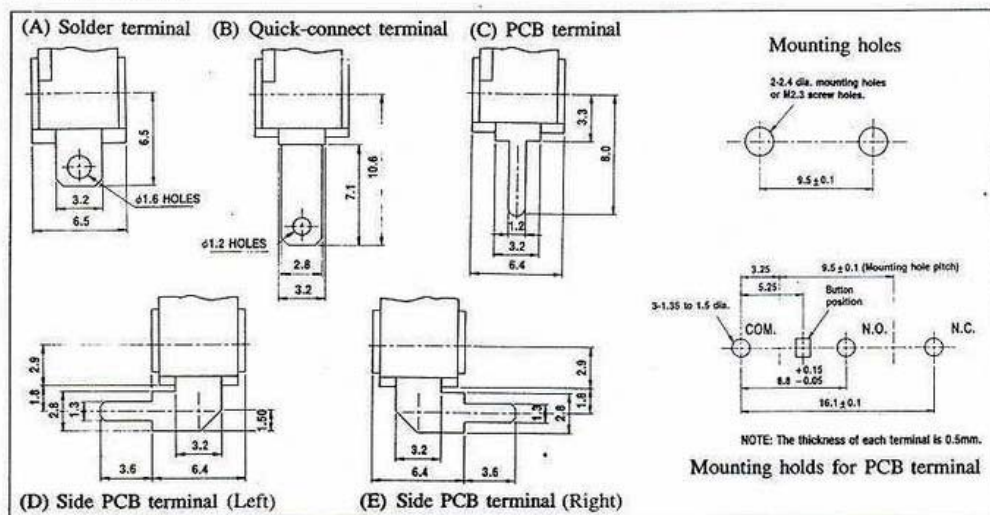 (A) Solder terminal
6.5
ϕ1.6 HOLES
3.2
6.5
(B) Quick-connect terminal
10.6
7.1
ϕ1.2 HOLES
2.8
3.2
(C) PCB terminal
3.3
8.0
1.2
3.2
6.4
Mounting holes
2-2.4 dia. mounting holes
or M2.3 screw holes.
9.5±0.1
2.9
1.8
2.8
1.3
1.50
3.2
3.6
6.4
(D) Side PCB terminal (Left)
2.9
1.8
2.8
1.3
3.2
6.4
3.6
(E) Side PCB terminal (Right)
3.25
9.5±0.1 (Mounting hole pitch)
5.25
Button
position
3-1.35 to 1.5 dia.
COM.
N.O.
N.C.
+0.15
8.8 -0.05
16.1±0.1
NOTE: The thickness of each terminal is 0.5mm.
Mounting holds for PCB terminal